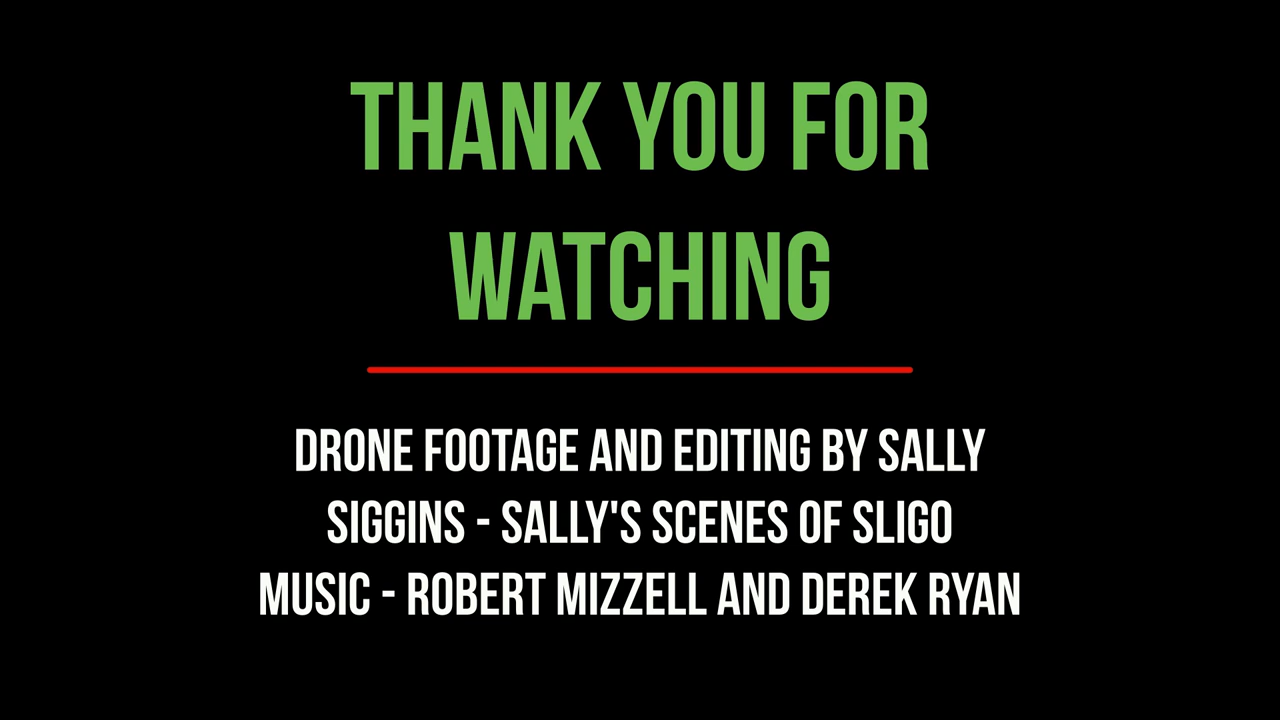 THANK YOU FOR
WATCHING
DRONE FOOTAGE AND EDITING BY SALLY
SIGGINS - SALLY'S SCENES OF SLIGO
MUSIC - ROBERT MIZZELL AND DEREK RYAN